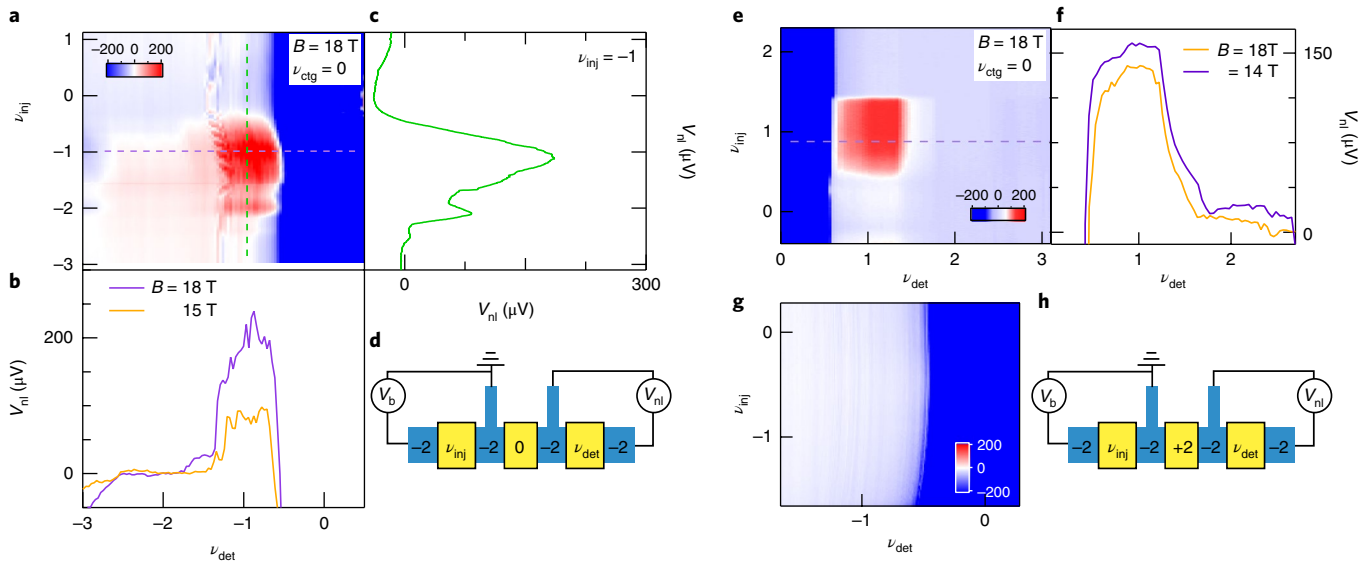 a
−200 0 200
B = 18 T
ν_ctg = 0
ν_inj
1
0
−1
−2
−3
b
B = 18 T
15 T
V_nl (µV)
200
0
−3 −2 −1 0
ν_det
c
ν_inj = −1
V_nl (µV)
0 300
V_nl (µV)
d
V_b
V_nl
−2 ν_inj −2 0 −2 ν_det −2
e
B = 18 T
ν_ctg = 0
ν_inj
2
1
0
−200 0 200
0 1 2 3
ν_det
f
B = 18T
= 14 T
150
0
V_nl (µV)
1 2
ν_det
g
ν_inj
0
−1
200
0
−200
−1 0
ν_det
h
V_b
V_nl
−2 ν_inj −2 +2 −2 ν_det −2